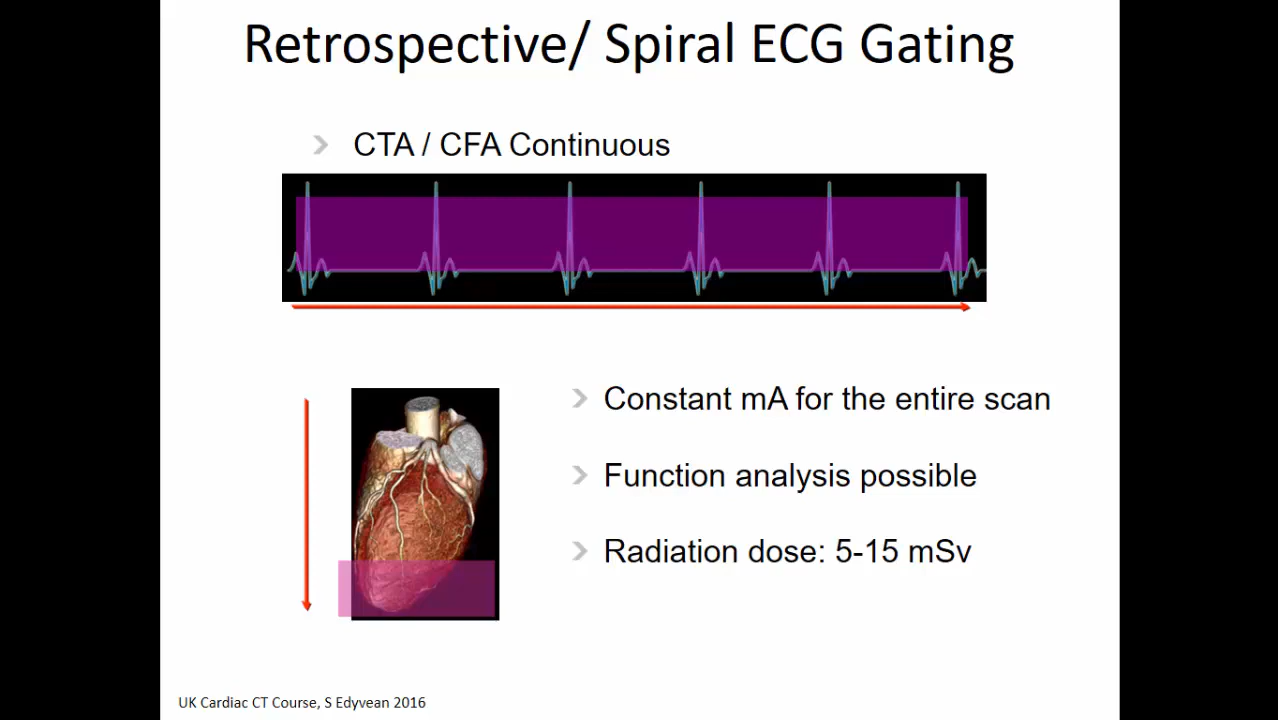 Retrospective/ Spiral ECG Gating
CTA / CFA Continuous
Constant mA for the entire scan
Function analysis possible
Radiation dose: 5-15 mSv
UK Cardiac CT Course, S Edyvean 2016